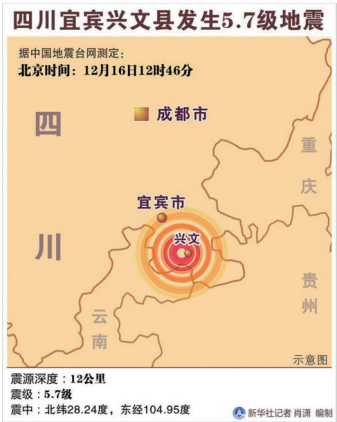 四川宜宾兴文县发生5.7级地震
据中国地震台网测定：
北京时间：12月16日12时46分
四川
成都市
重庆
宜宾市
兴文
贵州
云南
示意图
震源深度：12公里
震级：5.7级
震中：北纬28.24度，东经104.95度
新华社记者 肖潇 编制